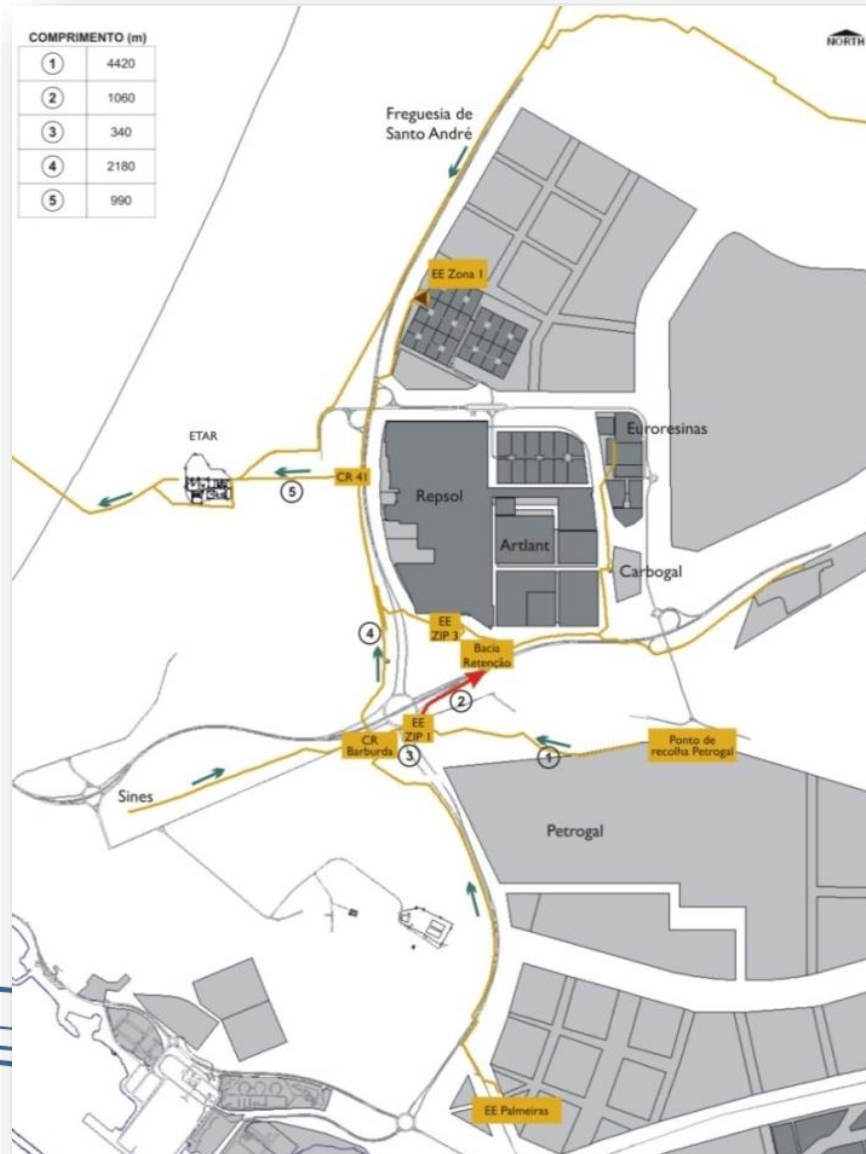 COMPRIMENTO (m)
1 4420
2 1060
3 340
4 2180
5 990
NORTH
Freguesia de
Santo André
EE Zona 1
ETAR
Euroresinas
CR 41
5
Repsol
Artlant
Carbogal
EE
ZIP 3
4
Bacia
Retenção
2
EE
ZIP 1
CR
Barburda
3
1
Ponto de
recolha Petrogal
Sines
Petrogal
EE Palmeiras